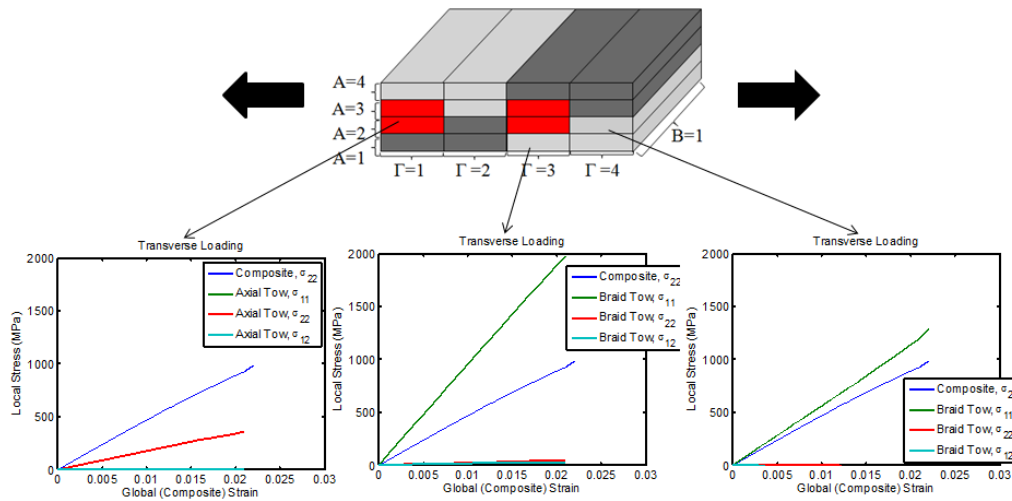 A=4
A=3
A=2
A=1
B=1
Γ=1
Γ=2
Γ=3
Γ=4
Transverse Loading
2000
1500
1000
500
0
Local Stress (MPa)
Composite, σ22
Axial Tow, σ11
Axial Tow, σ22
Axial Tow, σ12
0
0.005
0.01
0.015
0.02
0.025
0.03
Global (Composite) Strain
Transverse Loading
2000
1500
1000
500
0
Local Stress (MPa)
Composite, σ22
Braid Tow, σ11
Braid Tow, σ22
Braid Tow, σ12
0
0.005
0.01
0.015
0.02
0.025
0.03
Global (Composite) Strain
Transverse Loading
2000
1500
1000
500
0
Local Stress (MPa)
Composite, σ2
Braid Tow, σ11
Braid Tow, σ22
Braid Tow, σ12
0
0.005
0.01
0.015
0.02
0.025
0.03
Global (Composite) Strain